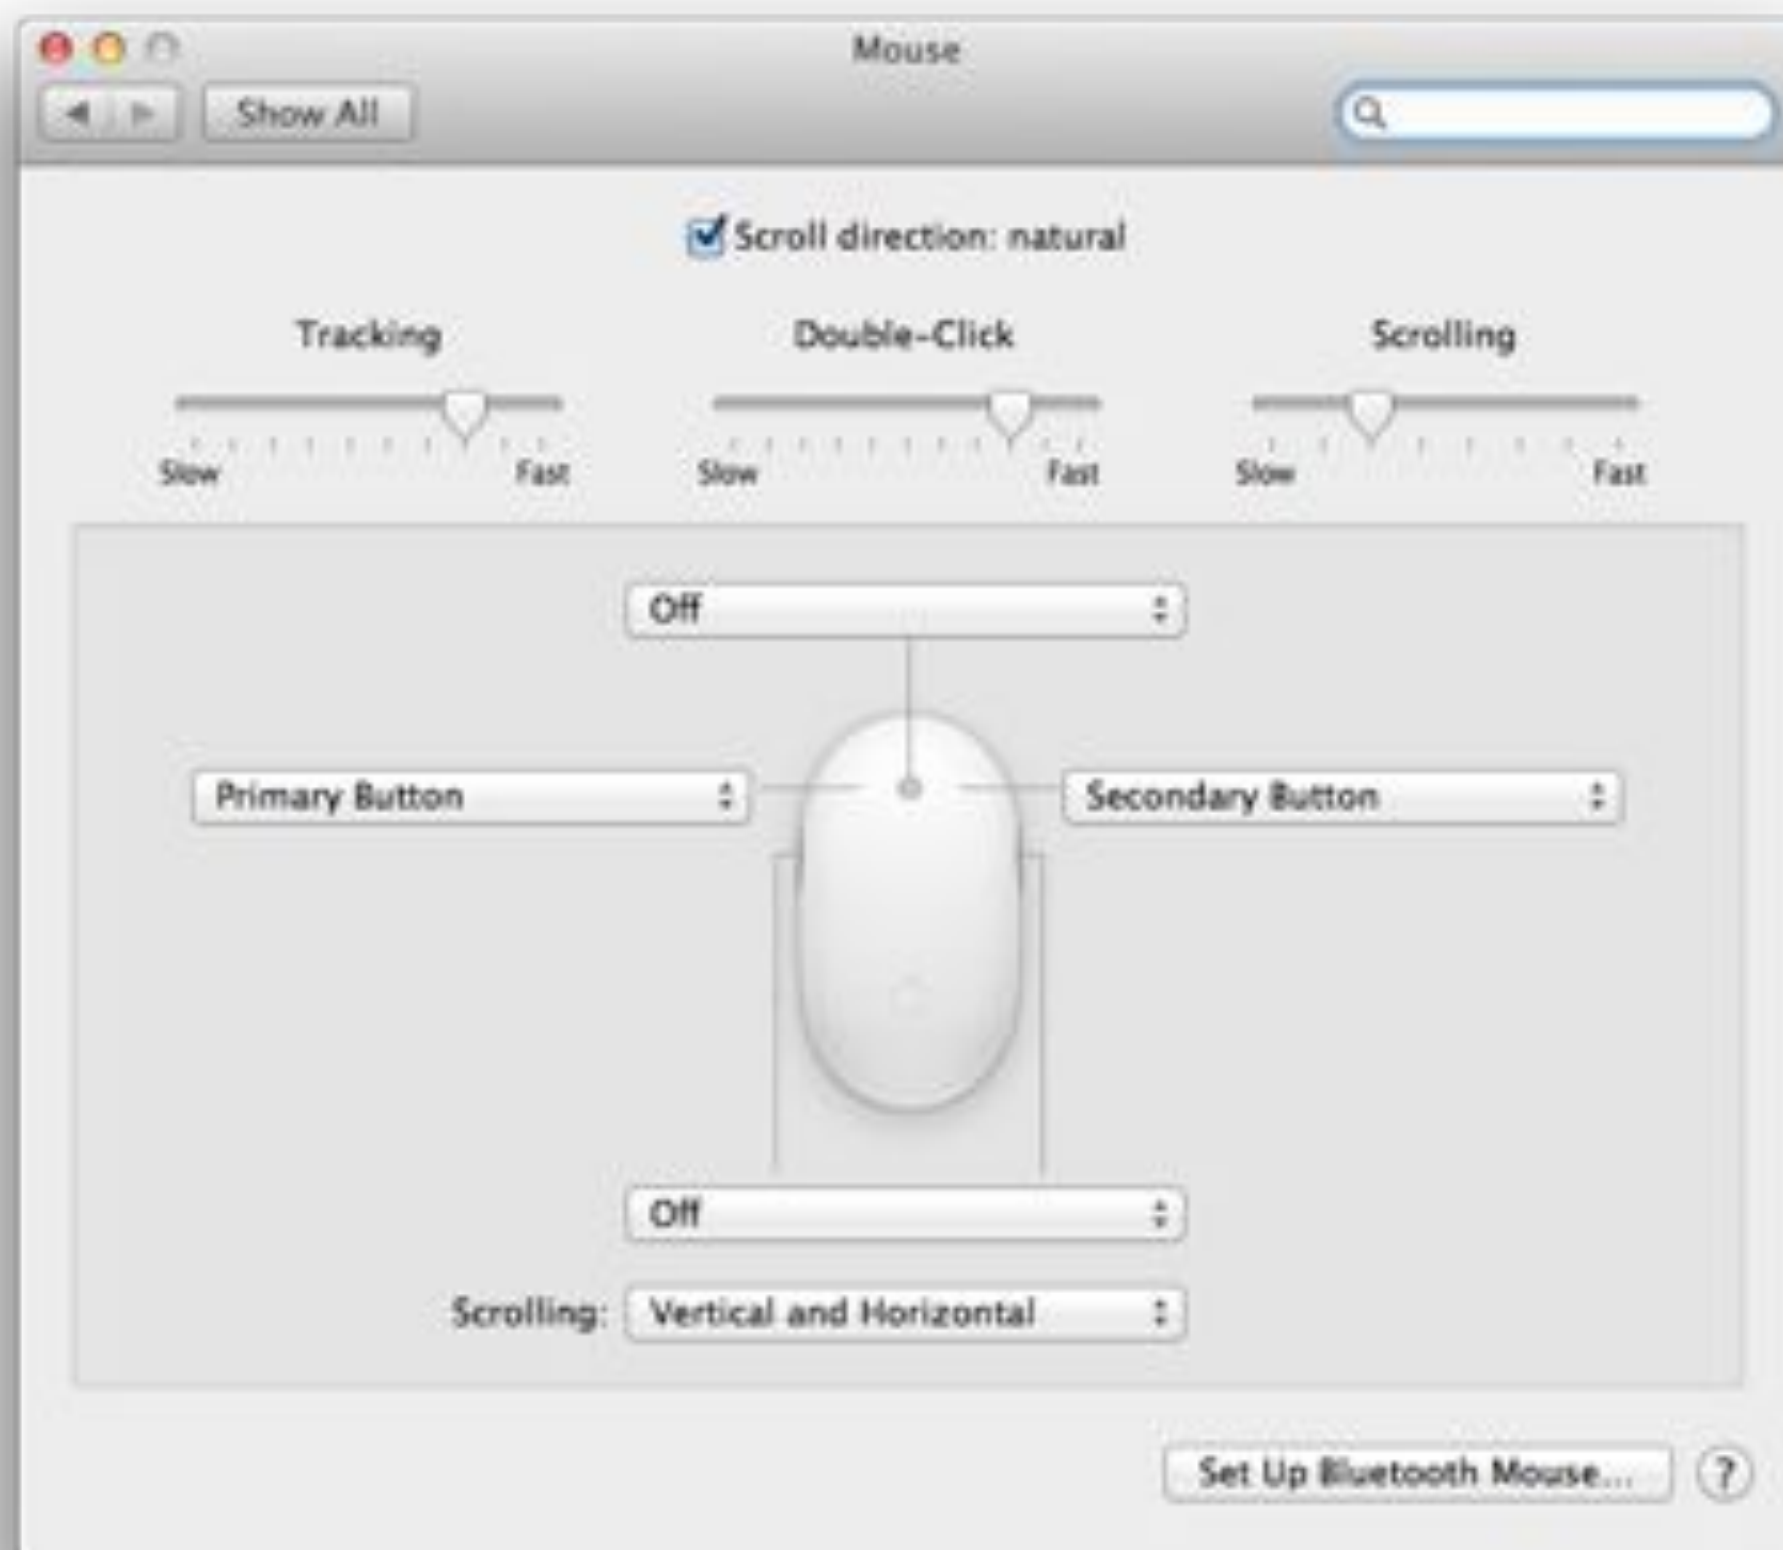 Mouse
Show All
Scroll direction: natural
Tracking Double-Click Scrolling
Slow Fast Slow Fast Slow Fast
Off
Primary Button Secondary Button
Off
Scrolling: Vertical and Horizontal
Set Up Bluetooth Mouse... ?